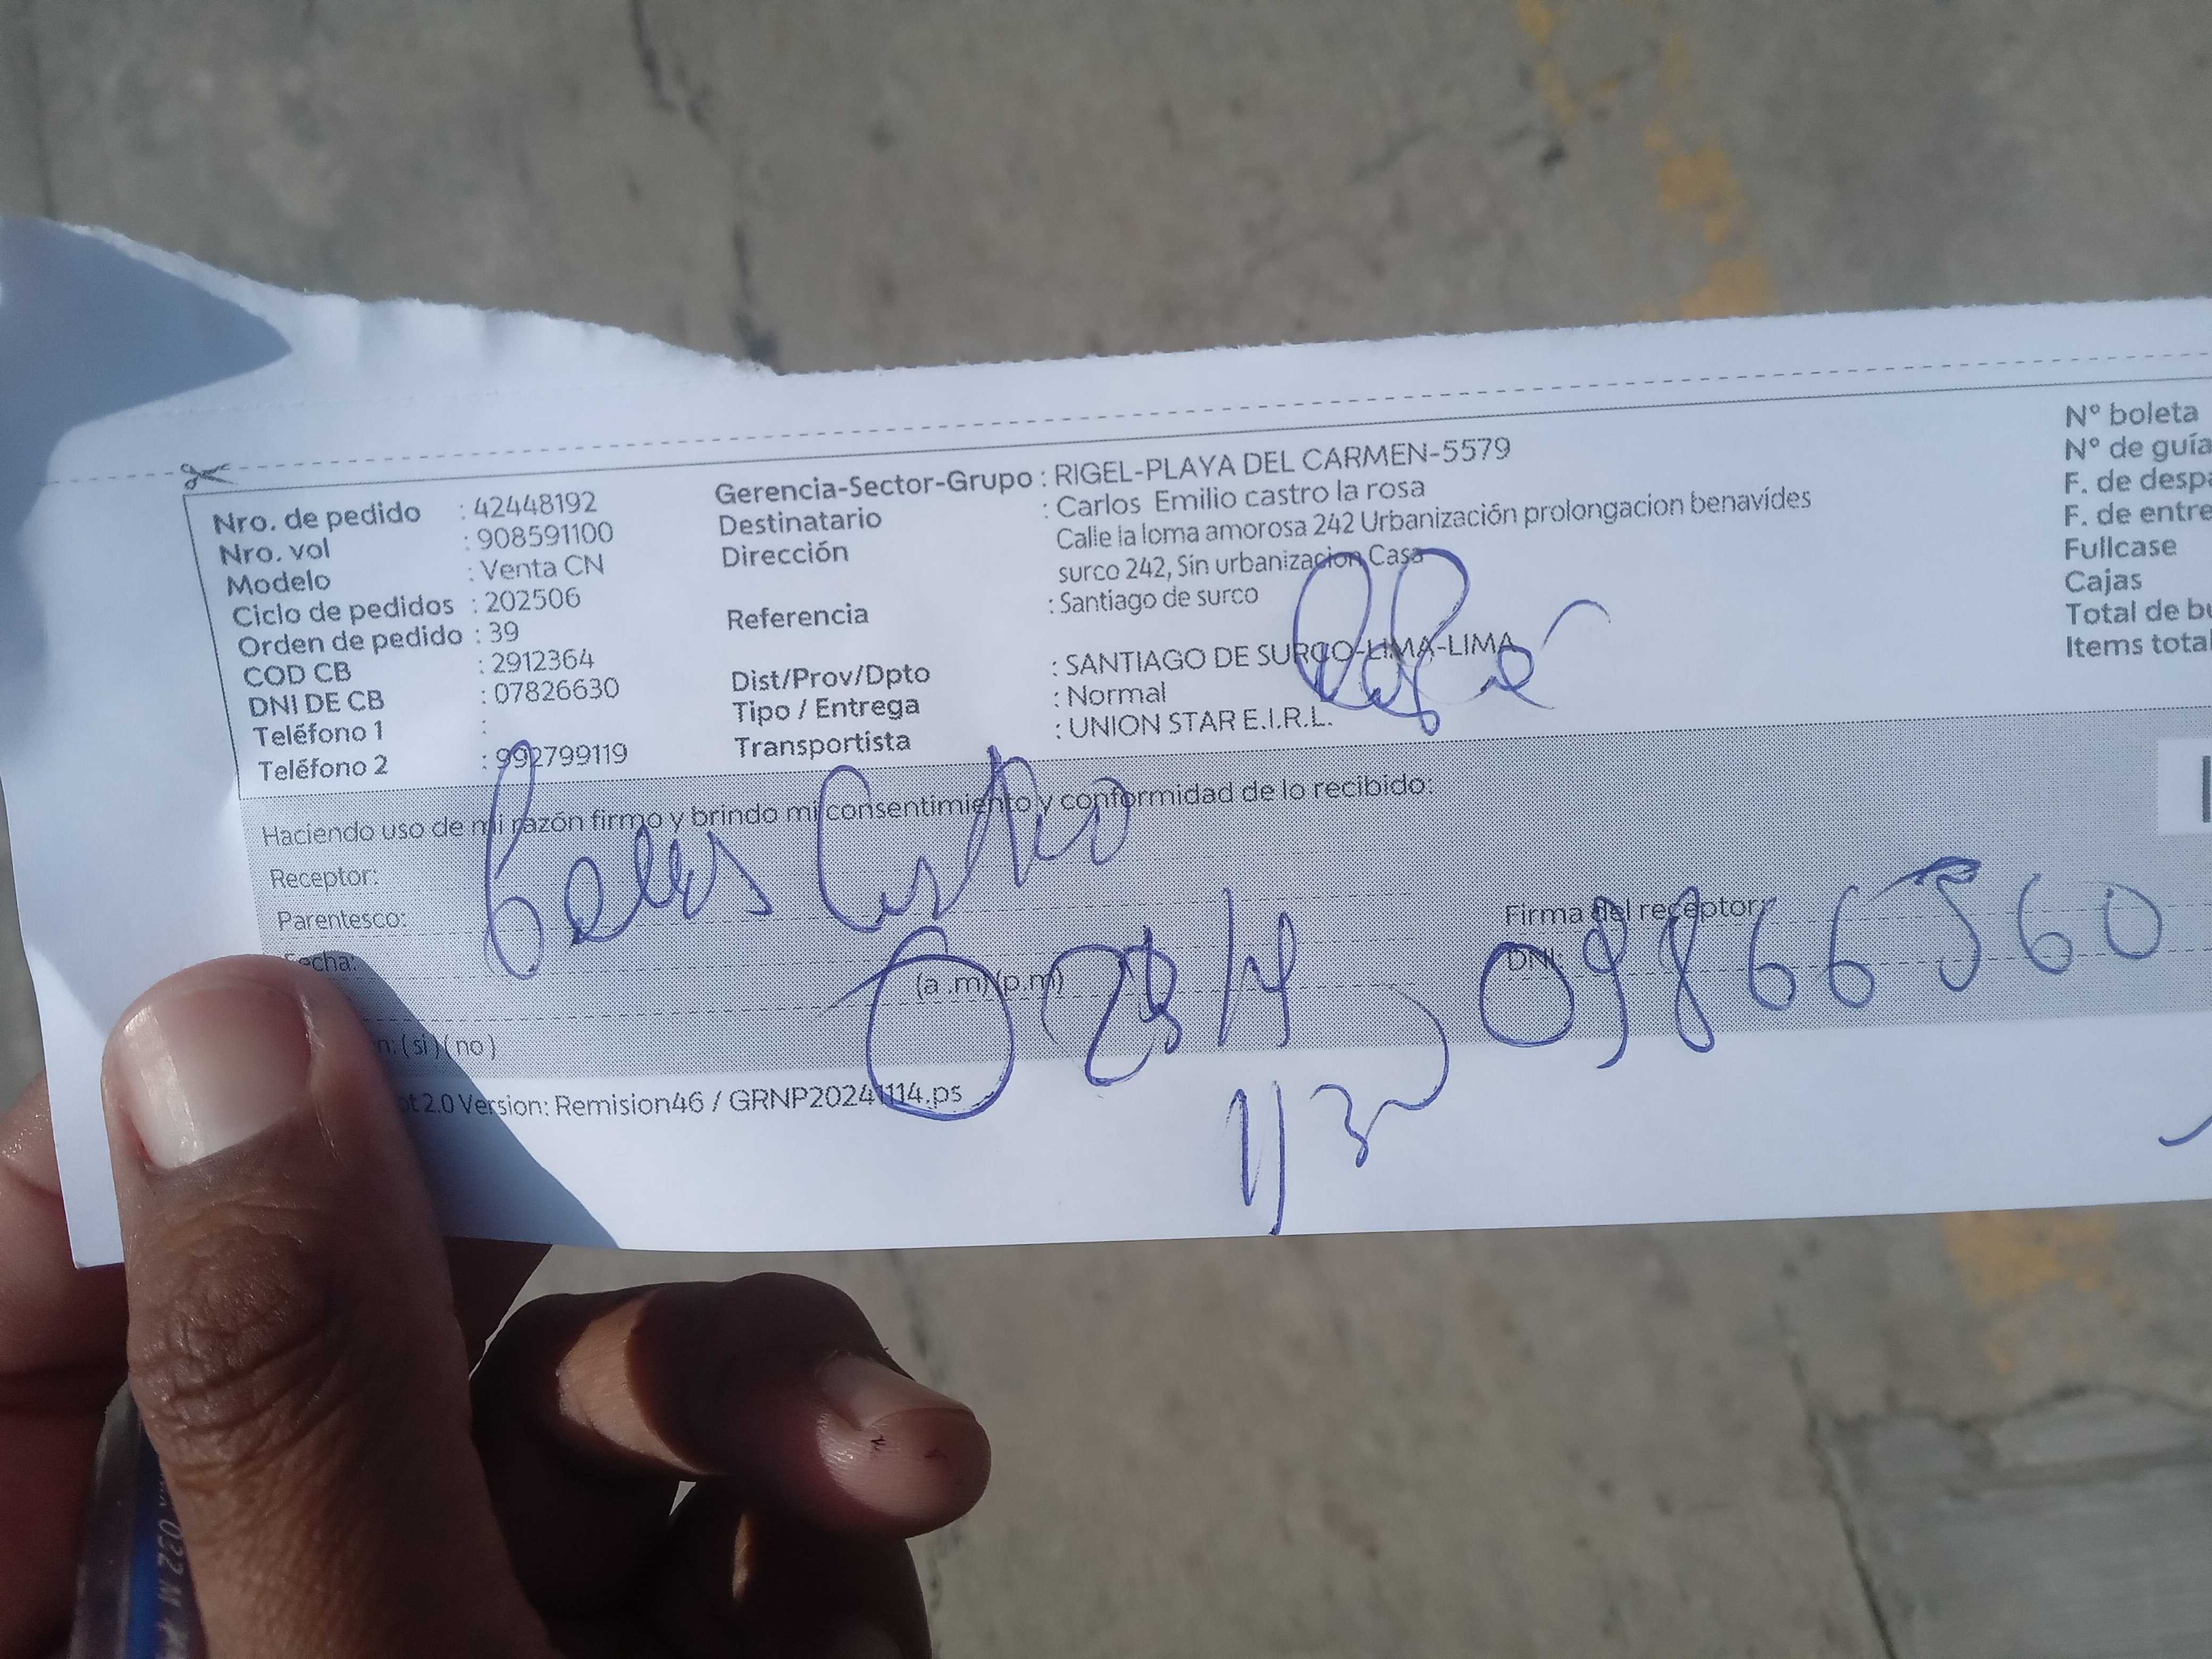 Nro. de pedido : 42448192
Nro. vol : 908591100
Modelo : Venta CN
Ciclo de pedidos : 202506
Orden de pedido : 39
COD CB : 2912364
DNI DE CB : 07826630
Teléfono 1 :
Teléfono 2 : 992799119
Gerencia-Sector-Grupo : RIGEL-PLAYA DEL CARMEN-5579
Destinatario : Carlos Emilio castro la rosa
Dirección Calle la loma amorosa 242 Urbanización prolongacion benavides
surco 242, Sin urbanizacion Casa
Referencia : Santiago de surco
Dist/Prov/Dpto : SANTIAGO DE SURCO-LIMA-LIMA
Tipo / Entrega : Normal
Transportista : UNION STAR E.I.R.L.
N° boleta
N° de guía
F. de despa
F. de entre
Fullcase
Cajas
Total de bu
Items total
Haciendo uso de mi razón firmo y brindo mi consentimiento y conformidad de lo recibido:
Receptor: Castro
Parentesco:
Fecha:
(a .m) (p.m)
Firma del receptor:
DNI: 09866560
n: ( si ) ( no )
pt 2.0 Version: Remision46 / GRNP20241114.ps